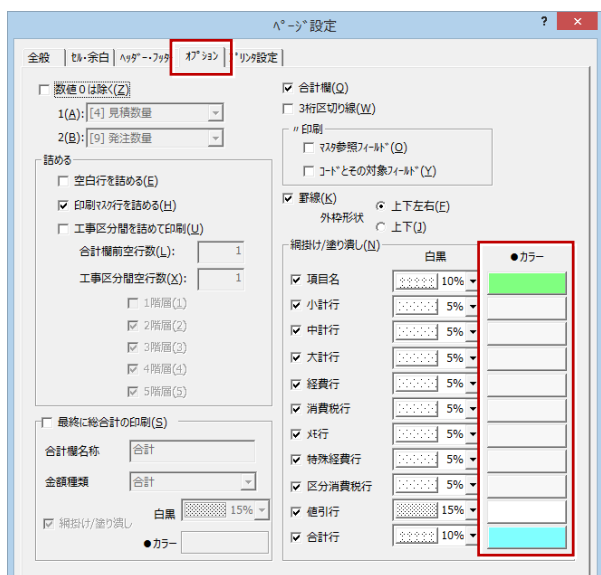 ﾍﾟｰｼﾞ設定
? ×
全般 ｾﾙ･余白 ﾍｯﾀﾞｰ･ﾌｯﾀ ｵﾌﾟｼｮﾝ ﾌﾟﾘﾝﾀ設定
数値０は除く(Z)
1(A): [4] 見積数量
2(B): [9] 発注数量
詰める
空白行を詰める(E)
印刷ﾏｽｸ行を詰める(H)
工事区分間を詰めて印刷(U)
合計欄前空行数(L): 1
工事区分間空行数(X): 1
1階層(1)
2階層(2)
3階層(3)
4階層(4)
5階層(5)
最終に総合計の印刷(S)
合計欄名称 合計
金額種類 合計
網掛け/塗り潰し
白黒 15%
●ｶﾗｰ
合計欄(Q)
3桁区切り線(W)
〃印刷
ﾏｽﾀ参照ﾌｨｰﾙﾄﾞ(O)
ｺｰﾄﾞとその対象ﾌｨｰﾙﾄﾞ(Y)
罫線(K)
外枠形状
上下左右(F)
上下(J)
網掛け/塗り潰し(N)
白黒 ●ｶﾗｰ
項目名 10%
小計行 5%
中計行 5%
大計行 5%
経費行 5%
消費税行 5%
ﾒﾓ行 5%
特殊経費行 5%
区分消費税行 5%
値引行 15%
合計行 10%